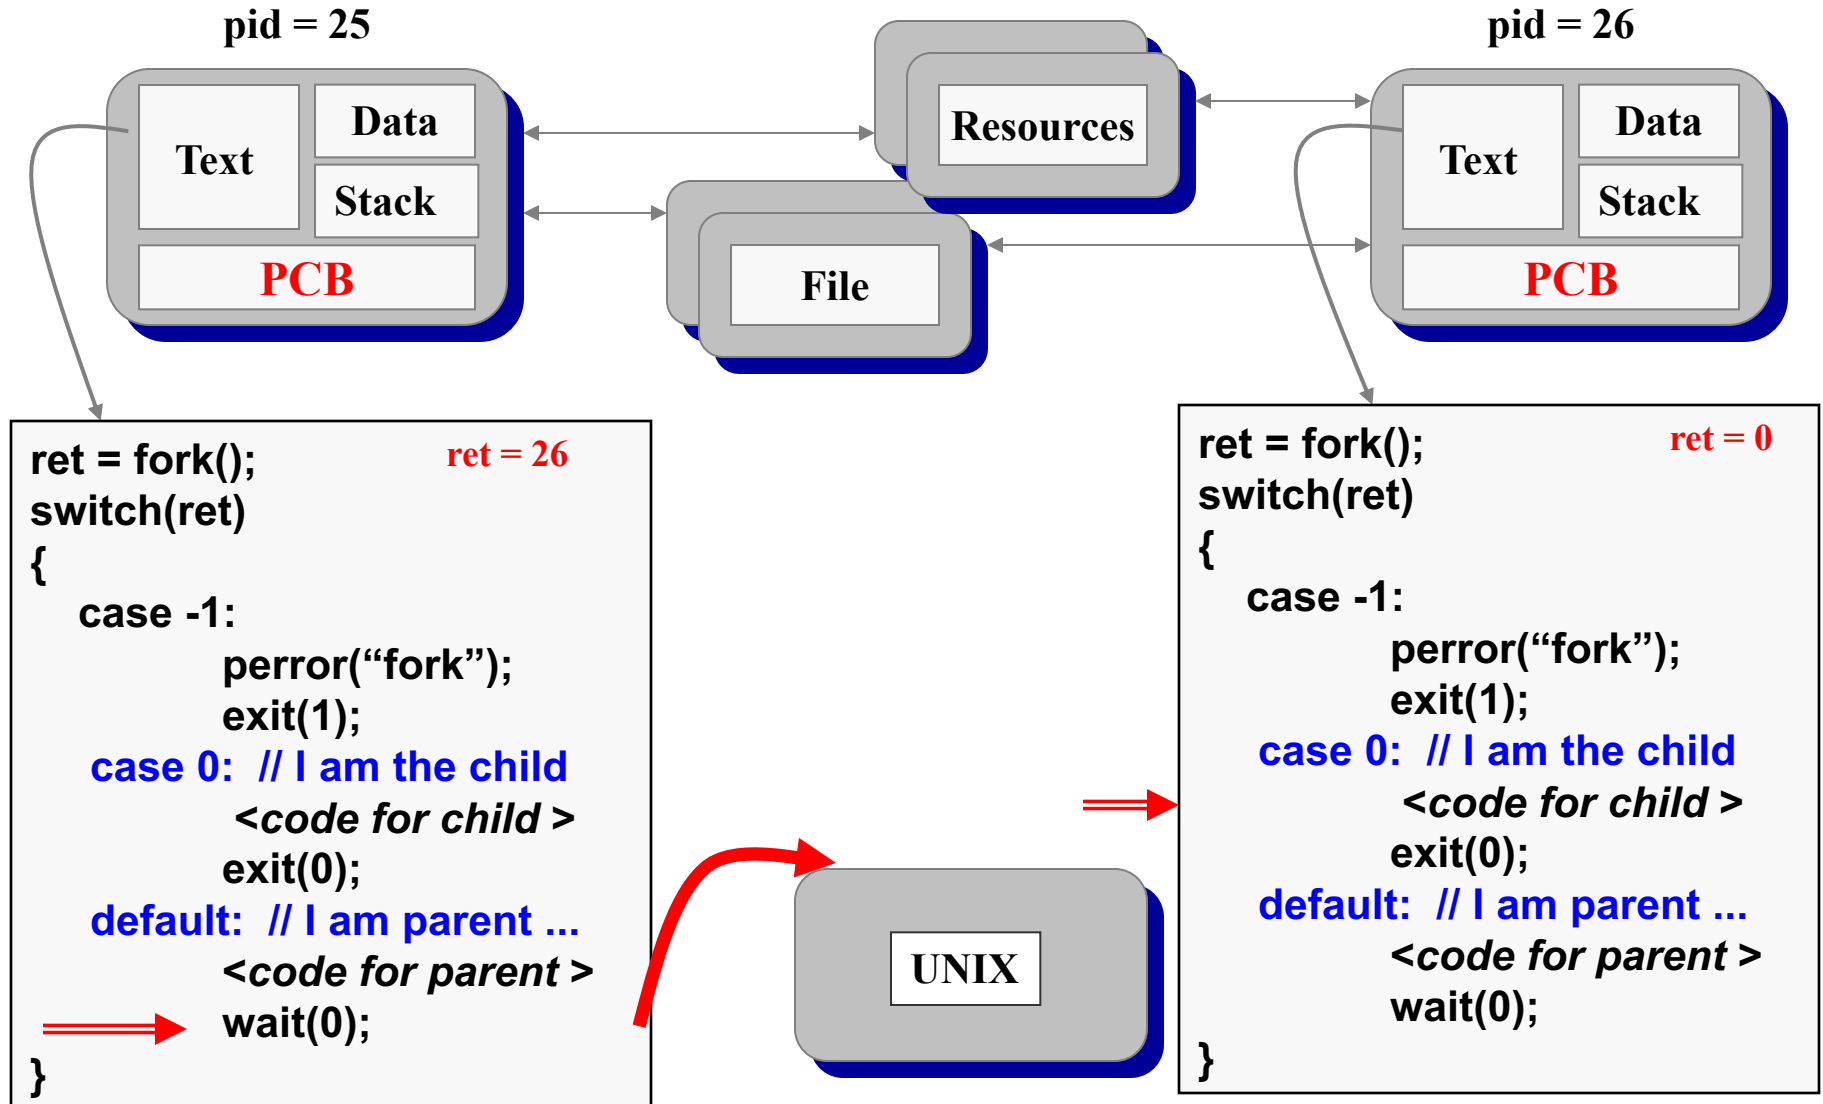 pid = 25
pid = 26
Text
Data
Stack
PCB
Resources
File
Text
Data
Stack
PCB
ret = fork();
ret = 26
switch(ret)
{
case -1:
perror(“fork”);
exit(1);
case 0:  // I am the child
<code for child >
exit(0);
default:  // I am parent ...
<code for parent >
wait(0);
}
UNIX
ret = fork();
ret = 0
switch(ret)
{
case -1:
perror(“fork”);
exit(1);
case 0:  // I am the child
<code for child >
exit(0);
default:  // I am parent ...
<code for parent >
wait(0);
}